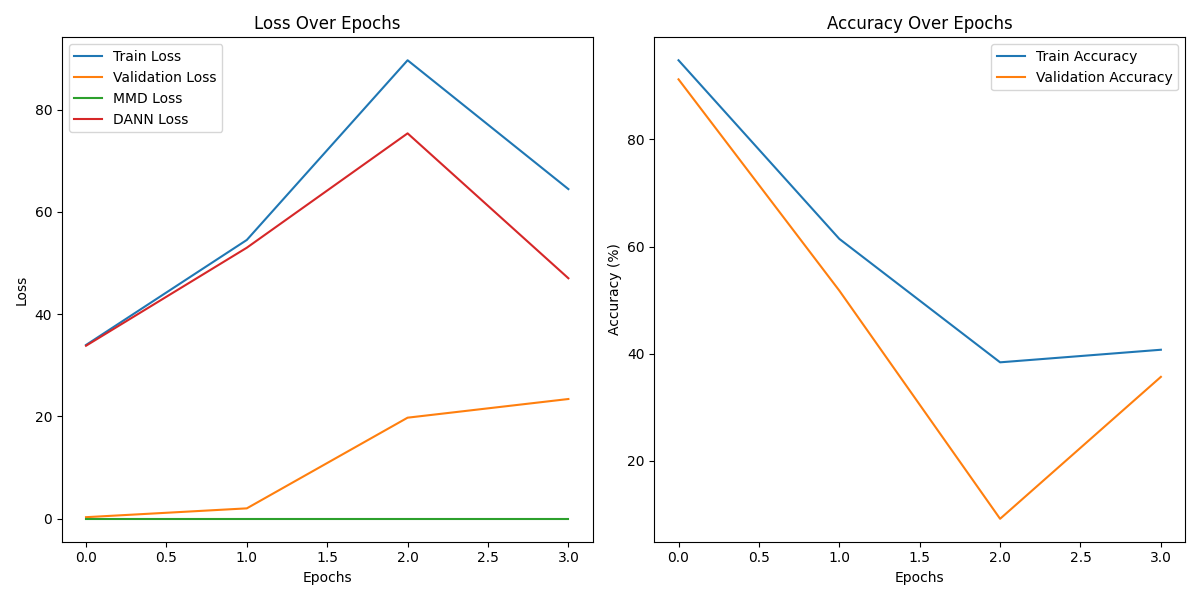 Loss Over Epochs
Train Loss
Validation Loss
MMD Loss
DANN Loss
Loss
80
60
40
20
0
0.0 0.5 1.0 1.5 2.0 2.5 3.0
Epochs
Accuracy Over Epochs
Train Accuracy
Validation Accuracy
Accuracy (%)
80
60
40
20
0.0 0.5 1.0 1.5 2.0 2.5 3.0
Epochs